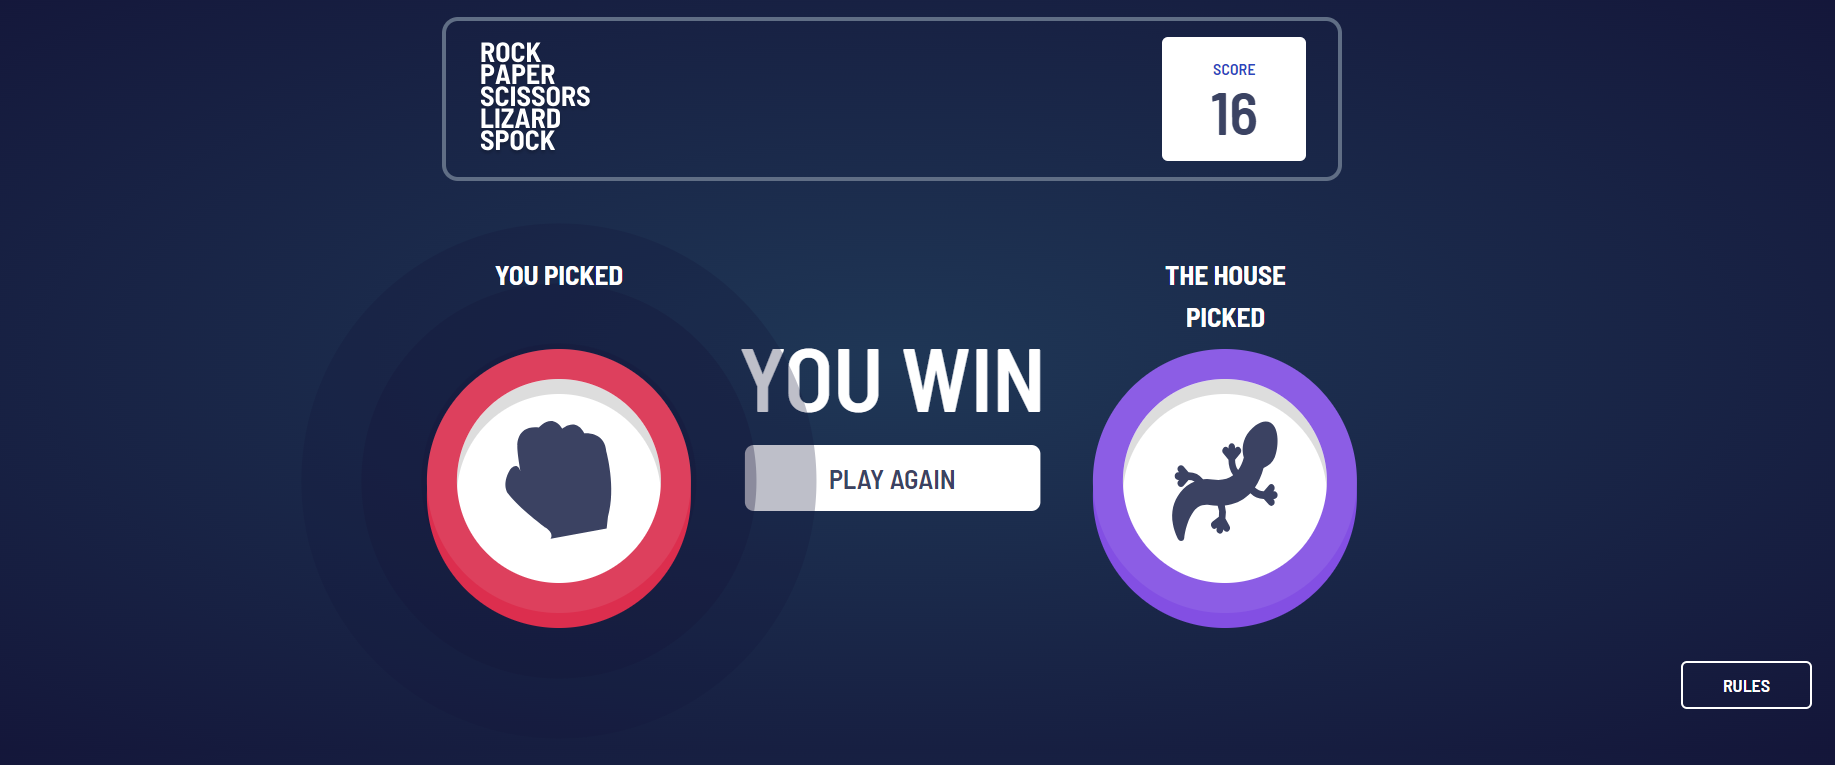 ROCK
PAPER
SCISSORS
LIZARD
SPOCK
SCORE
16
YOU PICKED
THE HOUSE
PICKED
YOU WIN
PLAY AGAIN
RULES